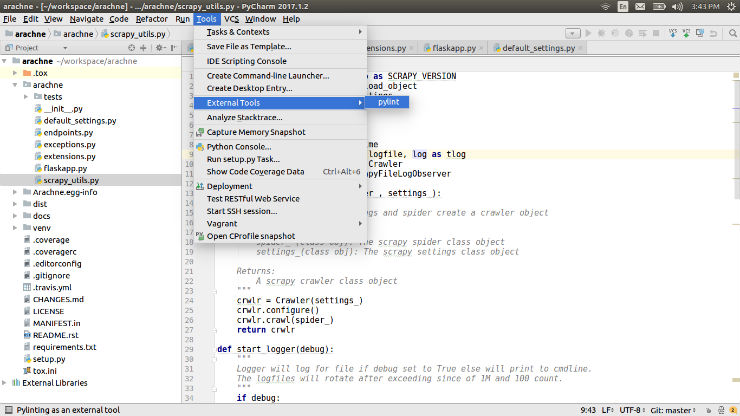 arachne - [~/workspace/arachne] - .../arachne/scrapy_utils.py - PyCharm 2017.1.2
En
3:43 PM
File Edit View Navigate Code Refactor Run Tools VCS Window Help
arachne arachne scrapy_utils.py
Project
extensions.py flaskapp.py default_settings.py
arachne ~/workspace/arachne
.tox
arachne
tests
__init__.py
default_settings.py
endpoints.py
exceptions.py
extensions.py
flaskapp.py
scrapy_utils.py
Arachne.egg-info
dist
docs
venv
.coverage
.coveragerc
.editorconfig
.gitignore
.travis.yml
CHANGES.md
LICENSE
MANIFEST.in
README.rst
requirements.txt
setup.py
tox.ini
External Libraries
Tasks & Contexts
Save File as Template...
IDE Scripting Console
Create Command-line Launcher...
Create Desktop Entry...
External Tools
pylint
Analyze Stacktrace...
Capture Memory Snapshot
Python Console...
Run setup.py Task...
Show Code Coverage Data Ctrl+Alt+6
Deployment
Test RESTful Web Service
Start SSH session...
Vagrant
Open CProfile snapshot
as SCRAPY_VERSION
logfile, log as tlog
Crawler
pyFileLogObserver
, settings_):
and spider create a crawler object
spider_ (class obj): The scrapy spider class object
settings_(class obj): The scrapy settings class object
Returns:
A scrapy crawler class object
"""
crwlr = Crawler(settings_)
crwlr.configure()
crwlr.crawl(spider_)
return crwlr
def start_logger(debug):
"""
Logger will log for file if debug set to True else will print to cmdline.
The logfiles will rotate after exceeding since of 1M and 100 count.
"""
if debug:
Pylinting as an external tool
9:43 LF÷ UTF-8÷ Git: master÷